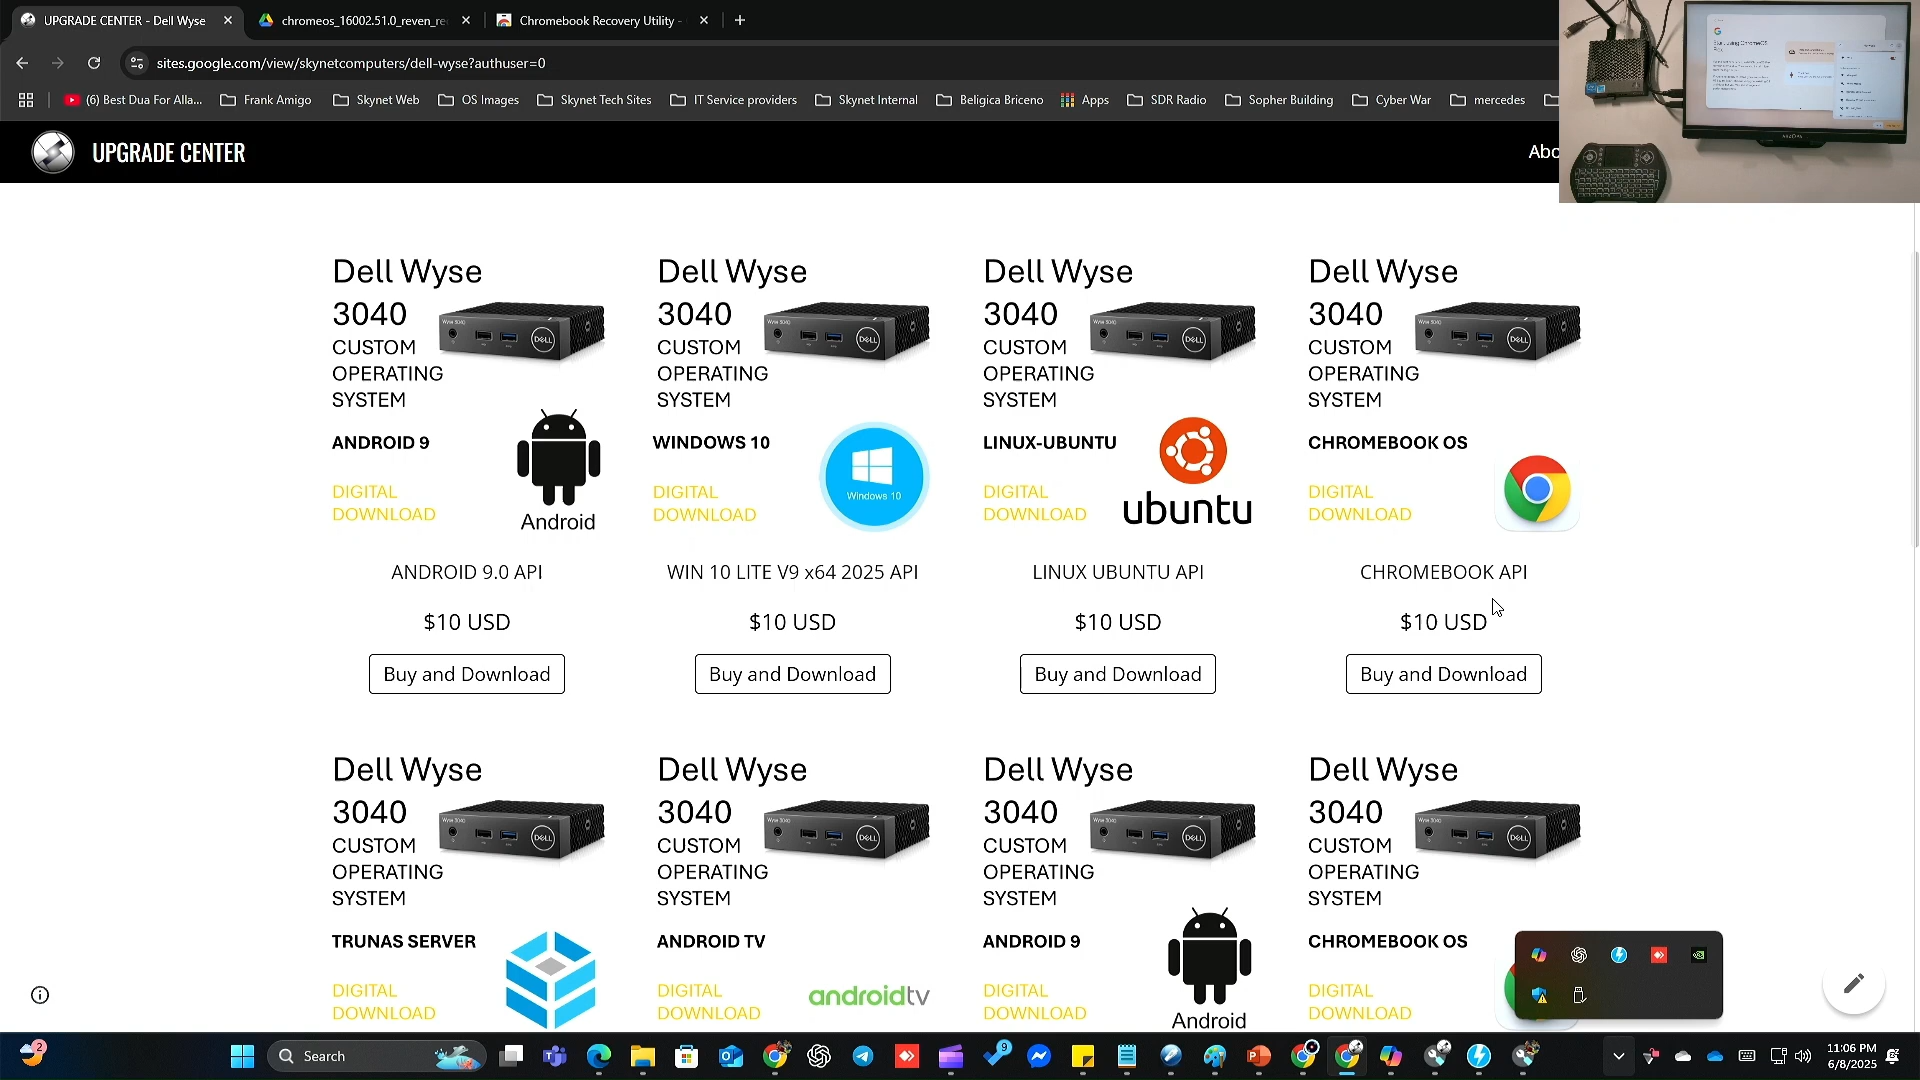 UPGRADE CENTER - Dell Wyse
chromeos_16002.51.0_reven_re
Chromebook Recovery Utility -
sites.google.com/view/skynetcomputers/dell-wyse?authuser=0
(6) Best Dua For Alla...
Frank Amigo
Skynet Web
OS Images
Skynet Tech Sites
IT Service providers
Skynet Internal
Beligica Briceno
Apps
SDR Radio
Sopher Building
Cyber War
mercedes
UPGRADE CENTER
Abo
Dell Wyse
3040
CUSTOM
OPERATING
SYSTEM
ANDROID 9
DIGITAL
DOWNLOAD
Android
ANDROID 9.0 API
$10 USD
Buy and Download
Dell Wyse
3040
CUSTOM
OPERATING
SYSTEM
WINDOWS 10
DIGITAL
DOWNLOAD
Windows 10
WIN 10 LITE V9 x64 2025 API
$10 USD
Buy and Download
Dell Wyse
3040
CUSTOM
OPERATING
SYSTEM
LINUX-UBUNTU
DIGITAL
DOWNLOAD
ubuntu
LINUX UBUNTU API
$10 USD
Buy and Download
Dell Wyse
3040
CUSTOM
OPERATING
SYSTEM
CHROMEBOOK OS
DIGITAL
DOWNLOAD
CHROMEBOOK API
$10 USD
Buy and Download
Dell Wyse
3040
CUSTOM
OPERATING
SYSTEM
TRUNAS SERVER
DIGITAL
DOWNLOAD
Dell Wyse
3040
CUSTOM
OPERATING
SYSTEM
ANDROID TV
DIGITAL
DOWNLOAD
androidtv
Dell Wyse
3040
CUSTOM
OPERATING
SYSTEM
ANDROID 9
DIGITAL
DOWNLOAD
Android
Dell Wyse
3040
CUSTOM
OPERATING
SYSTEM
CHROMEBOOK OS
DIGITAL
DOWNLOAD
2
Search
9
11:06 PM
6/8/2025